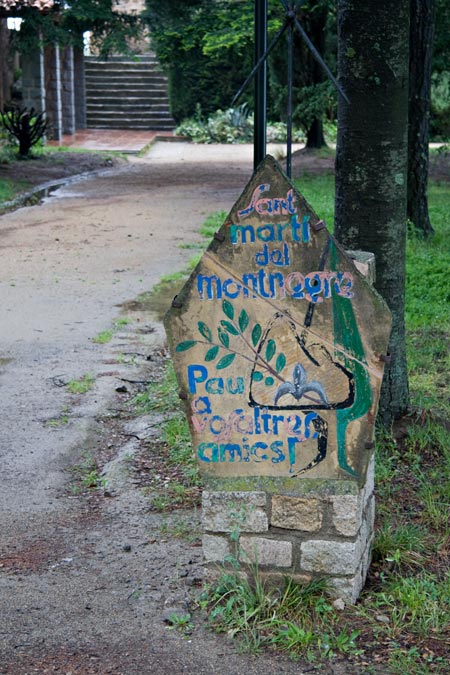 Sant
martí
del
montnegre
Pau
a
vosaltres
amics!